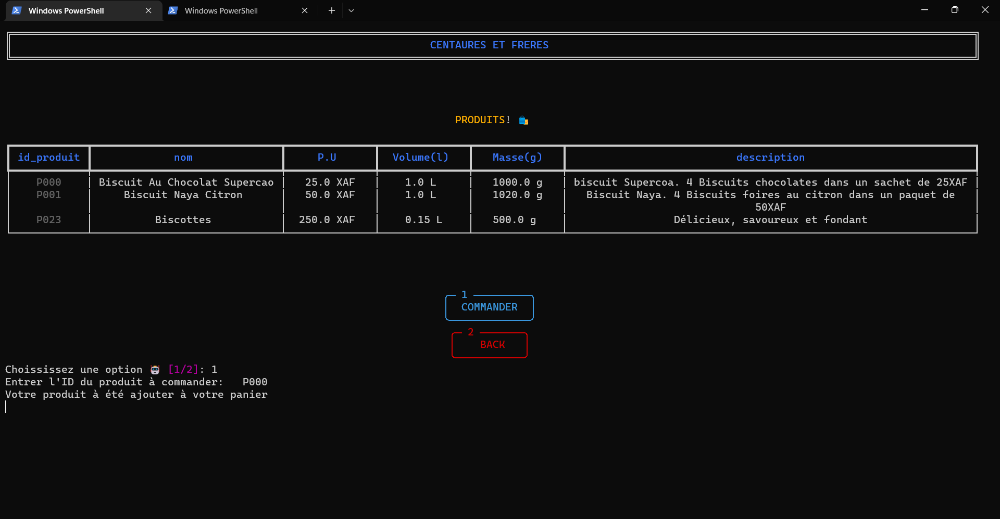 Windows PowerShell
Windows PowerShell
CENTAURES ET FRERES
PRODUITS!
id_produit nom P.U Volume(l) Masse(g) description
P000 Biscuit Au Chocolat Supercao 25.0 XAF 1.0 L 1000.0 g biscuit Supercoa. 4 Biscuits chocolates dans un sachet de 25XAF
P001 Biscuit Naya Citron 50.0 XAF 1.0 L 1020.0 g Biscuit Naya. 4 Biscuits foires au citron dans un paquet de
50XAF
P023 Biscottes 250.0 XAF 0.15 L 500.0 g Délicieux, savoureux et fondant
1
COMMANDER
2
BACK
Choississez une option [1/2]: 1
Entrer l'ID du produit à commander: P000
Votre produit à été ajouter à votre panier